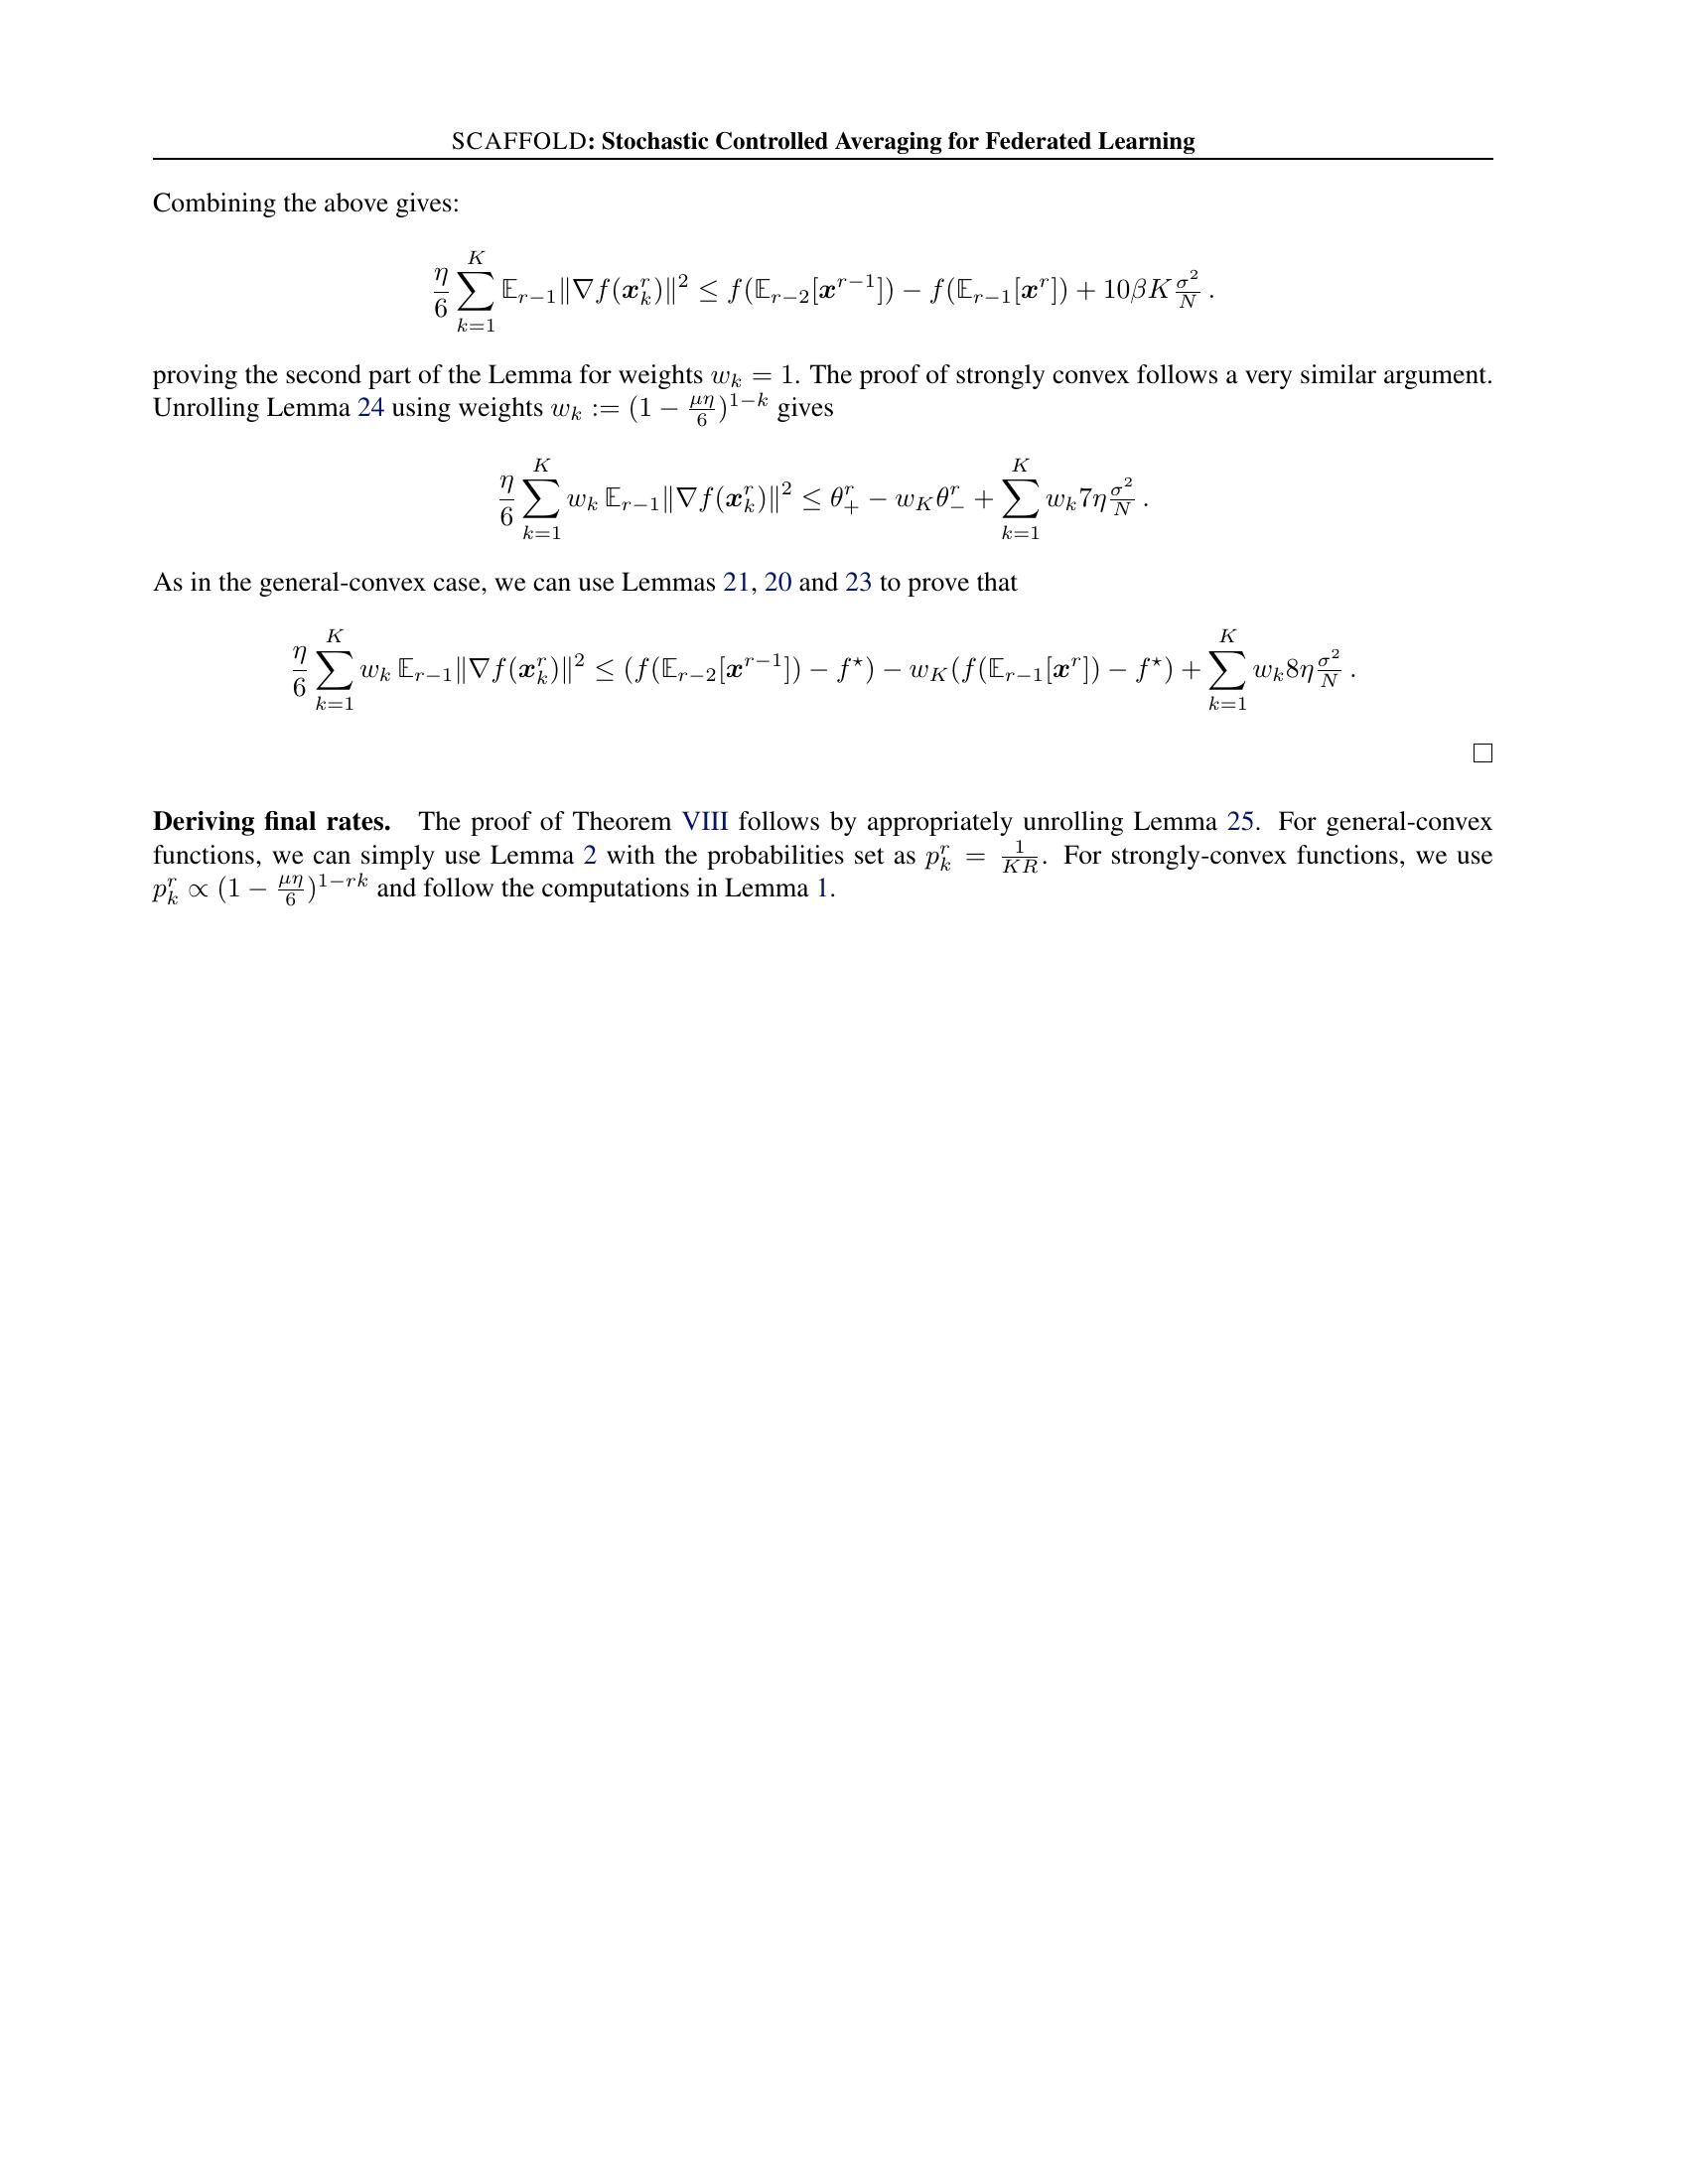 SCAFFOLD: Stochastic Controlled Averaging for Federated Learning
Combining the above gives:
$$\frac{\eta}{6}\sum_{k=1}^{K} \mathbb{E}_{r-1}\|\nabla f(\boldsymbol{x}_k^r)\|^2 \leq f(\mathbb{E}_{r-2}[\boldsymbol{x}^{r-1}]) - f(\mathbb{E}_{r-1}[\boldsymbol{x}^r]) + 10\beta K \tfrac{\sigma^2}{N}\,.$$
proving the second part of the Lemma for weights $w_k = 1$. The proof of strongly convex follows a very similar argument.
Unrolling Lemma 24 using weights $w_k := (1 - \frac{\mu\eta}{6})^{1-k}$ gives
$$\frac{\eta}{6}\sum_{k=1}^{K} w_k\, \mathbb{E}_{r-1}\|\nabla f(\boldsymbol{x}_k^r)\|^2 \leq \theta_+^r - w_K\theta_-^r + \sum_{k=1}^{K} w_k 7\eta \tfrac{\sigma^2}{N}\,.$$
As in the general-convex case, we can use Lemmas 21, 20 and 23 to prove that
$$\frac{\eta}{6}\sum_{k=1}^{K} w_k\, \mathbb{E}_{r-1}\|\nabla f(\boldsymbol{x}_k^r)\|^2 \leq (f(\mathbb{E}_{r-2}[\boldsymbol{x}^{r-1}]) - f^\star) - w_K(f(\mathbb{E}_{r-1}[\boldsymbol{x}^r]) - f^\star) + \sum_{k=1}^{K} w_k 8\eta \tfrac{\sigma^2}{N}\,.$$
□
Deriving final rates. The proof of Theorem VIII follows by appropriately unrolling Lemma 25. For general-convex
functions, we can simply use Lemma 2 with the probabilities set as $p_k^r = \frac{1}{KR}$. For strongly-convex functions, we use
$p_k^r \propto (1 - \frac{\mu\eta}{6})^{1-rk}$ and follow the computations in Lemma 1.